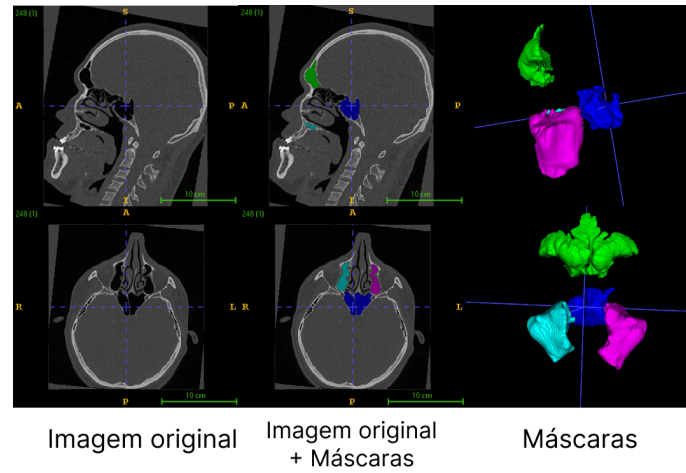 248 (1) S 248 (1) S
A P A P
10 cm 10 cm
I I
248 (1) A 248 (1) A
R L R L
10 cm 10 cm
P P
Imagem original
Imagem original
+ Máscaras
Máscaras